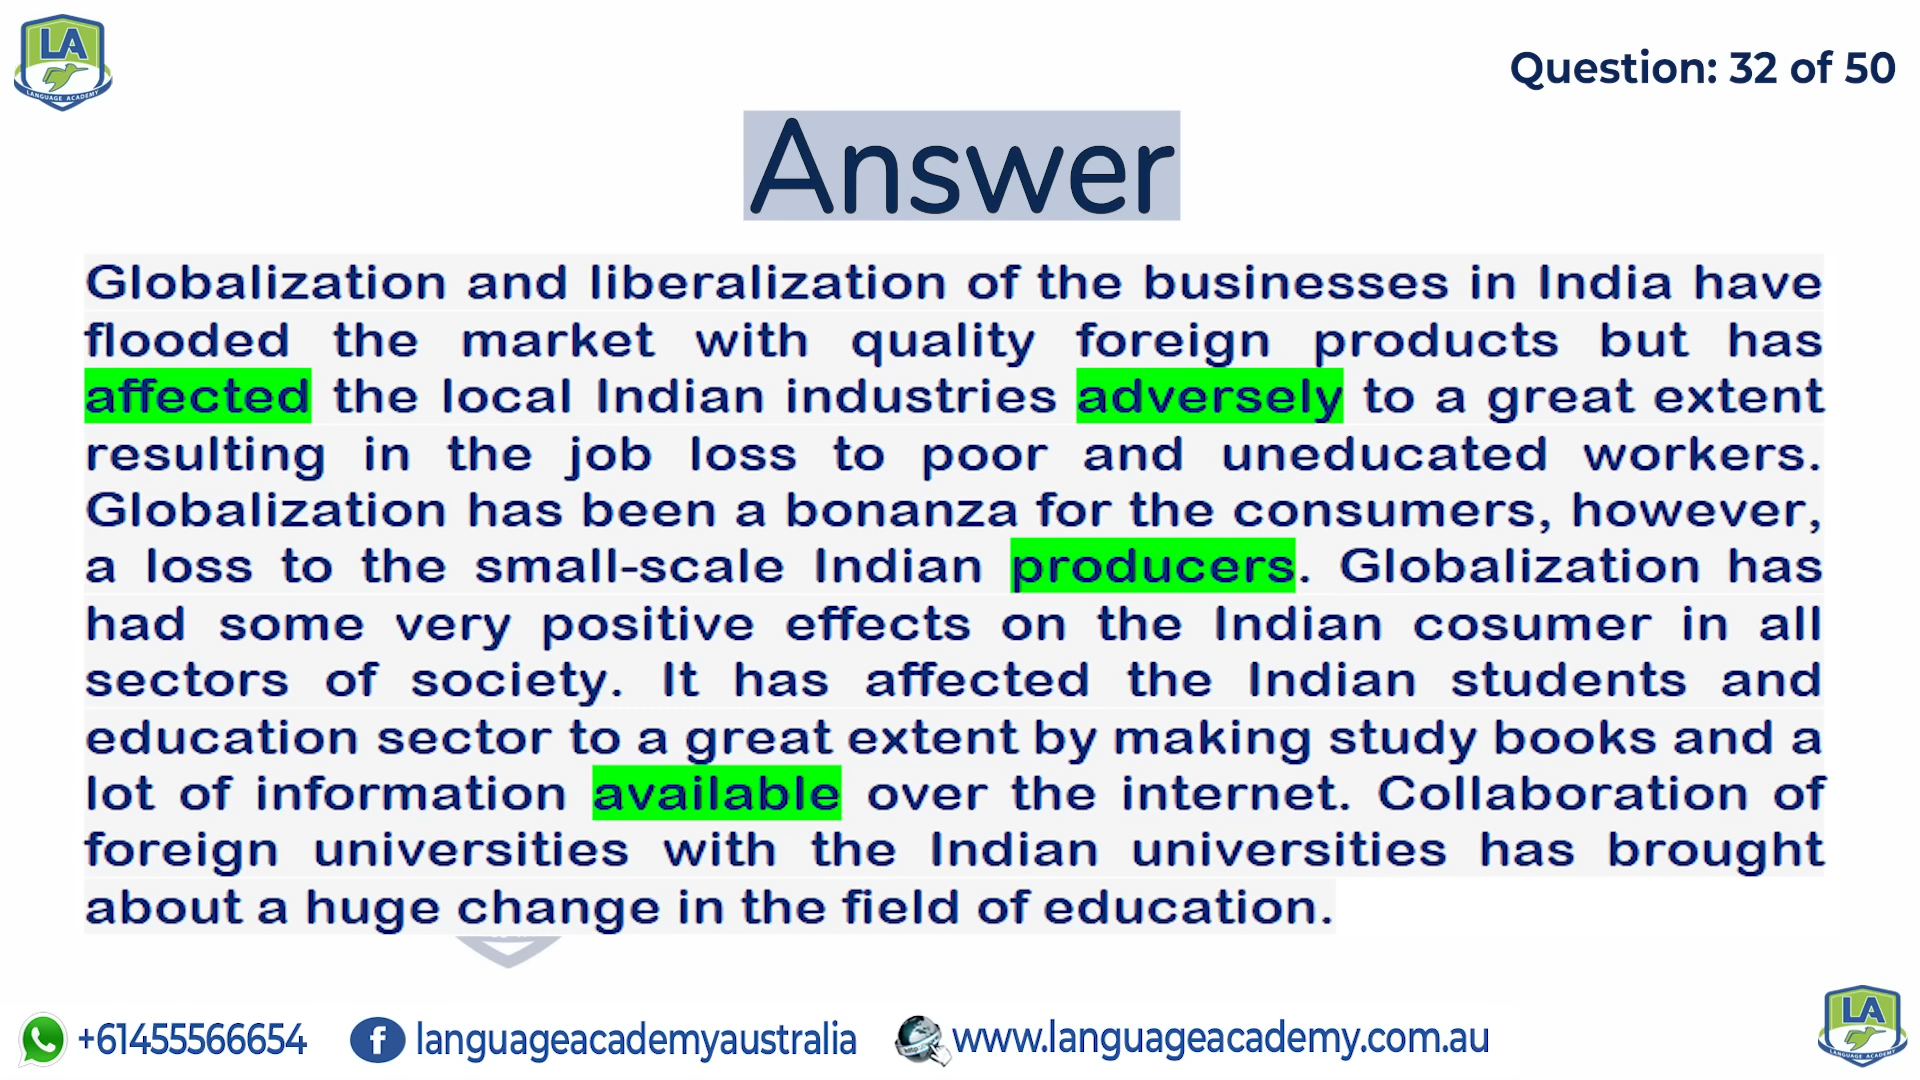 LA
LANGUAGE ACADEMY
Question: 32 of 50
Answer
Globalization and liberalization of the businesses in India have
flooded the market with quality foreign products but has
affected the local Indian industries adversely to a great extent
resulting in the job loss to poor and uneducated workers.
Globalization has been a bonanza for the consumers, however,
a loss to the small-scale Indian producers. Globalization has
had some very positive effects on the Indian cosumer in all
sectors of society. It has affected the Indian students and
education sector to a great extent by making study books and a
lot of information available over the internet. Collaboration of
foreign universities with the Indian universities has brought
about a huge change in the field of education.
+61455566654
languageacademyaustralia
http:
www.languageacademy.com.au
LA
LANGUAGE ACADEMY